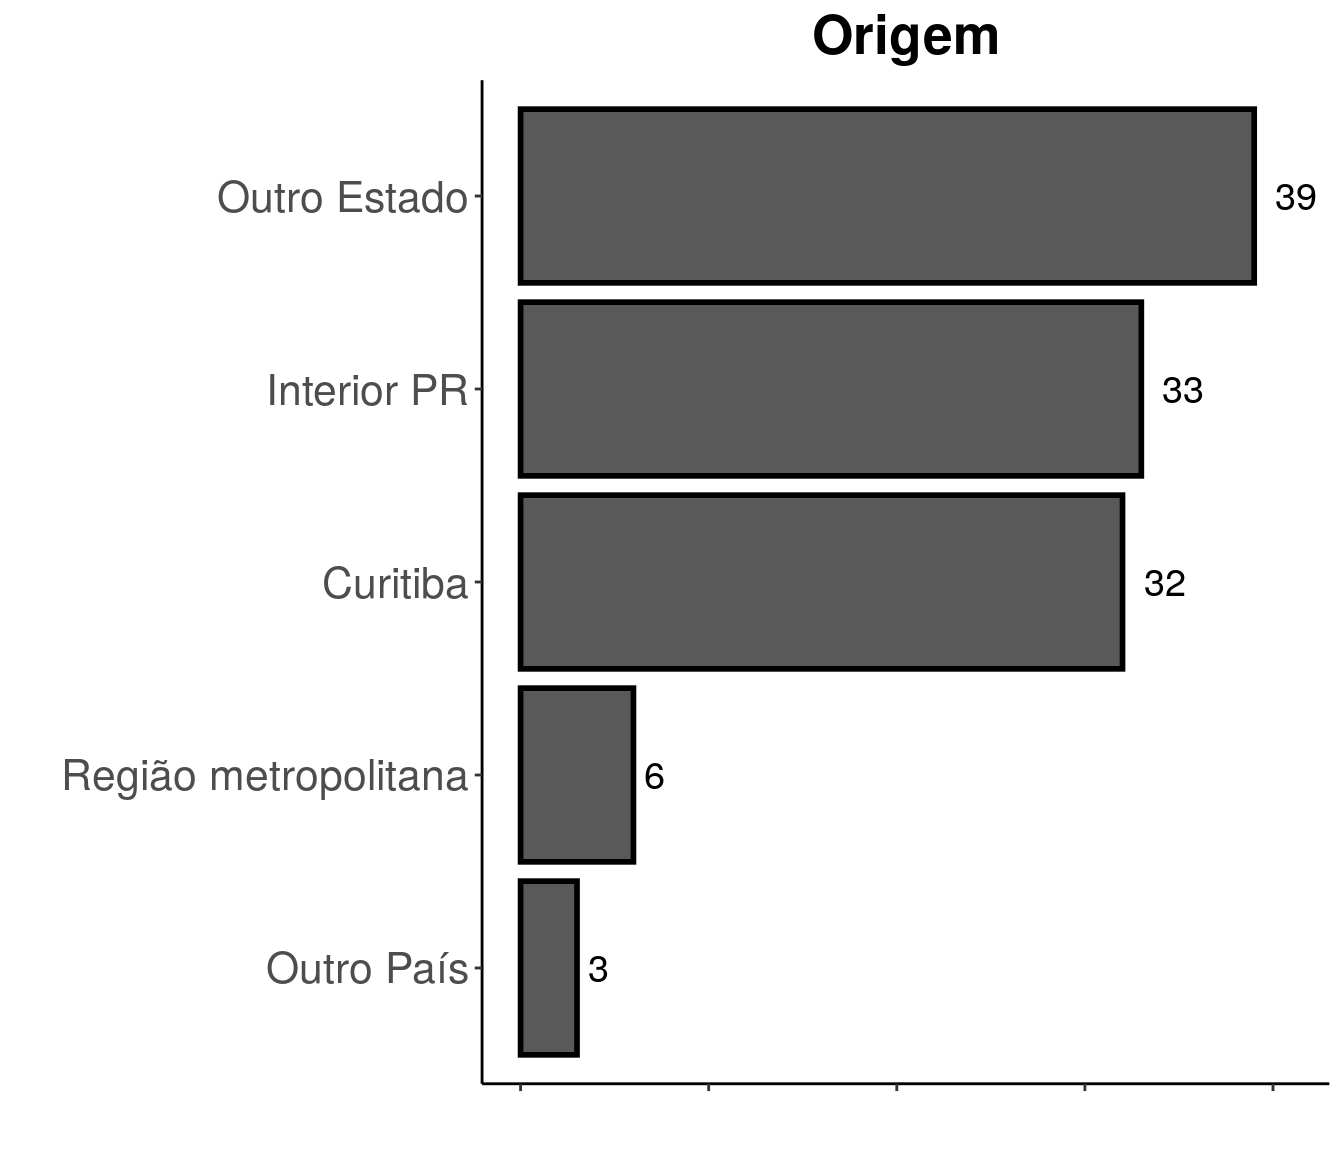 Origem
Outro Estado 39
Interior PR 33
Curitiba 32
Região metropolitana 6
Outro País 3